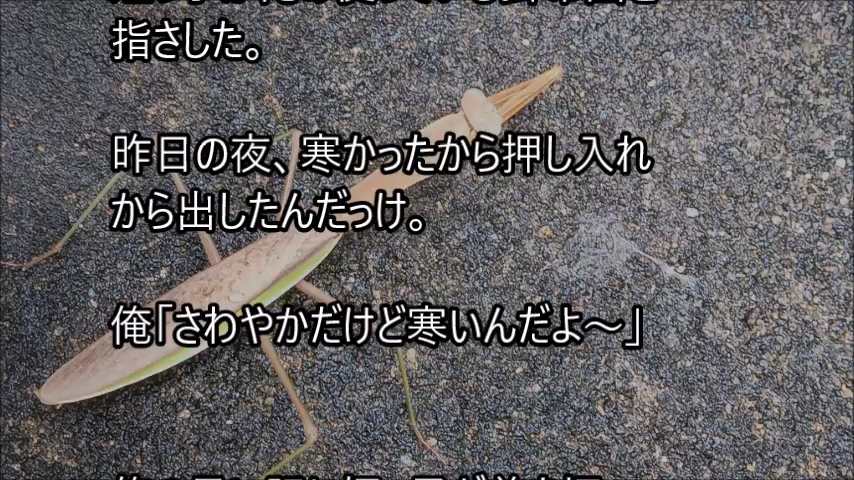 指さした。
昨日の夜、寒かったから押し入れ
から出したんだっけ。
俺「さわやかだけど寒いんだよ～」